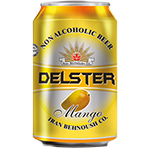 NON ALCOHOLIC BEER
DELSTER
Mango
IRAN BEHNOUSH CO.